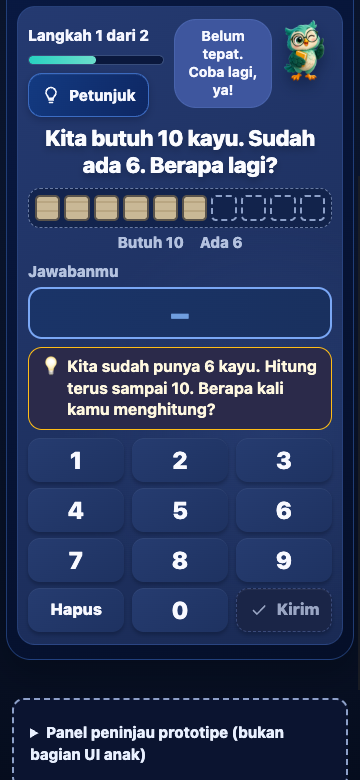 Langkah 1 dari 2
Petunjuk
Belum
tepat.
Coba lagi,
ya!
Kita butuh 10 kayu. Sudah
ada 6. Berapa lagi?
Butuh 10 Ada 6
Jawabanmu
Kita sudah punya 6 kayu. Hitung
terus sampai 10. Berapa kali
kamu menghitung?
1 2 3
4 5 6
7 8 9
Hapus 0 Kirim
Panel peninjau prototipe (bukan
bagian UI anak)